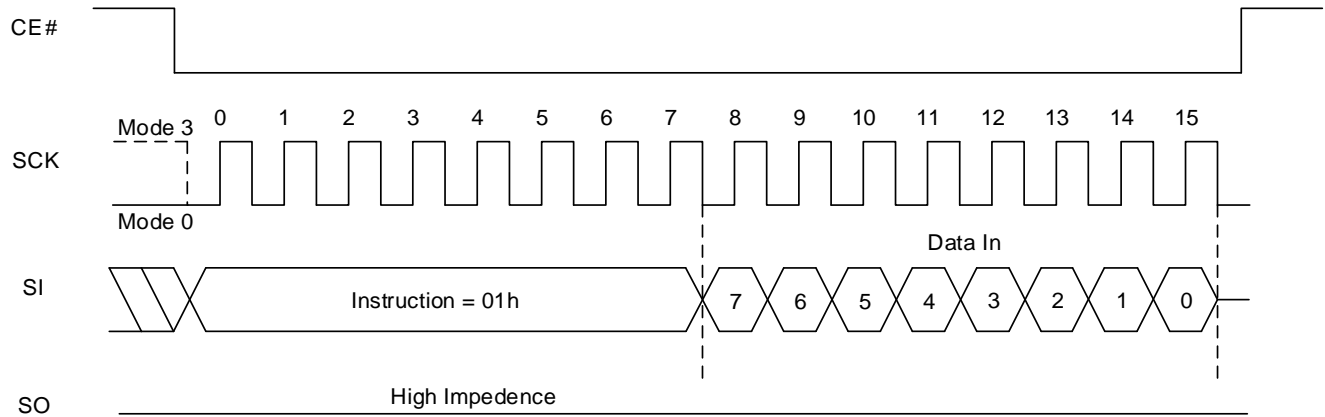 CE#
Mode 3 0 1 2 3 4 5 6 7 8 9 10 11 12 13 14 15
SCK
Mode 0
Data In
SI Instruction = 01h 7 6 5 4 3 2 1 0
High Impedence
SO